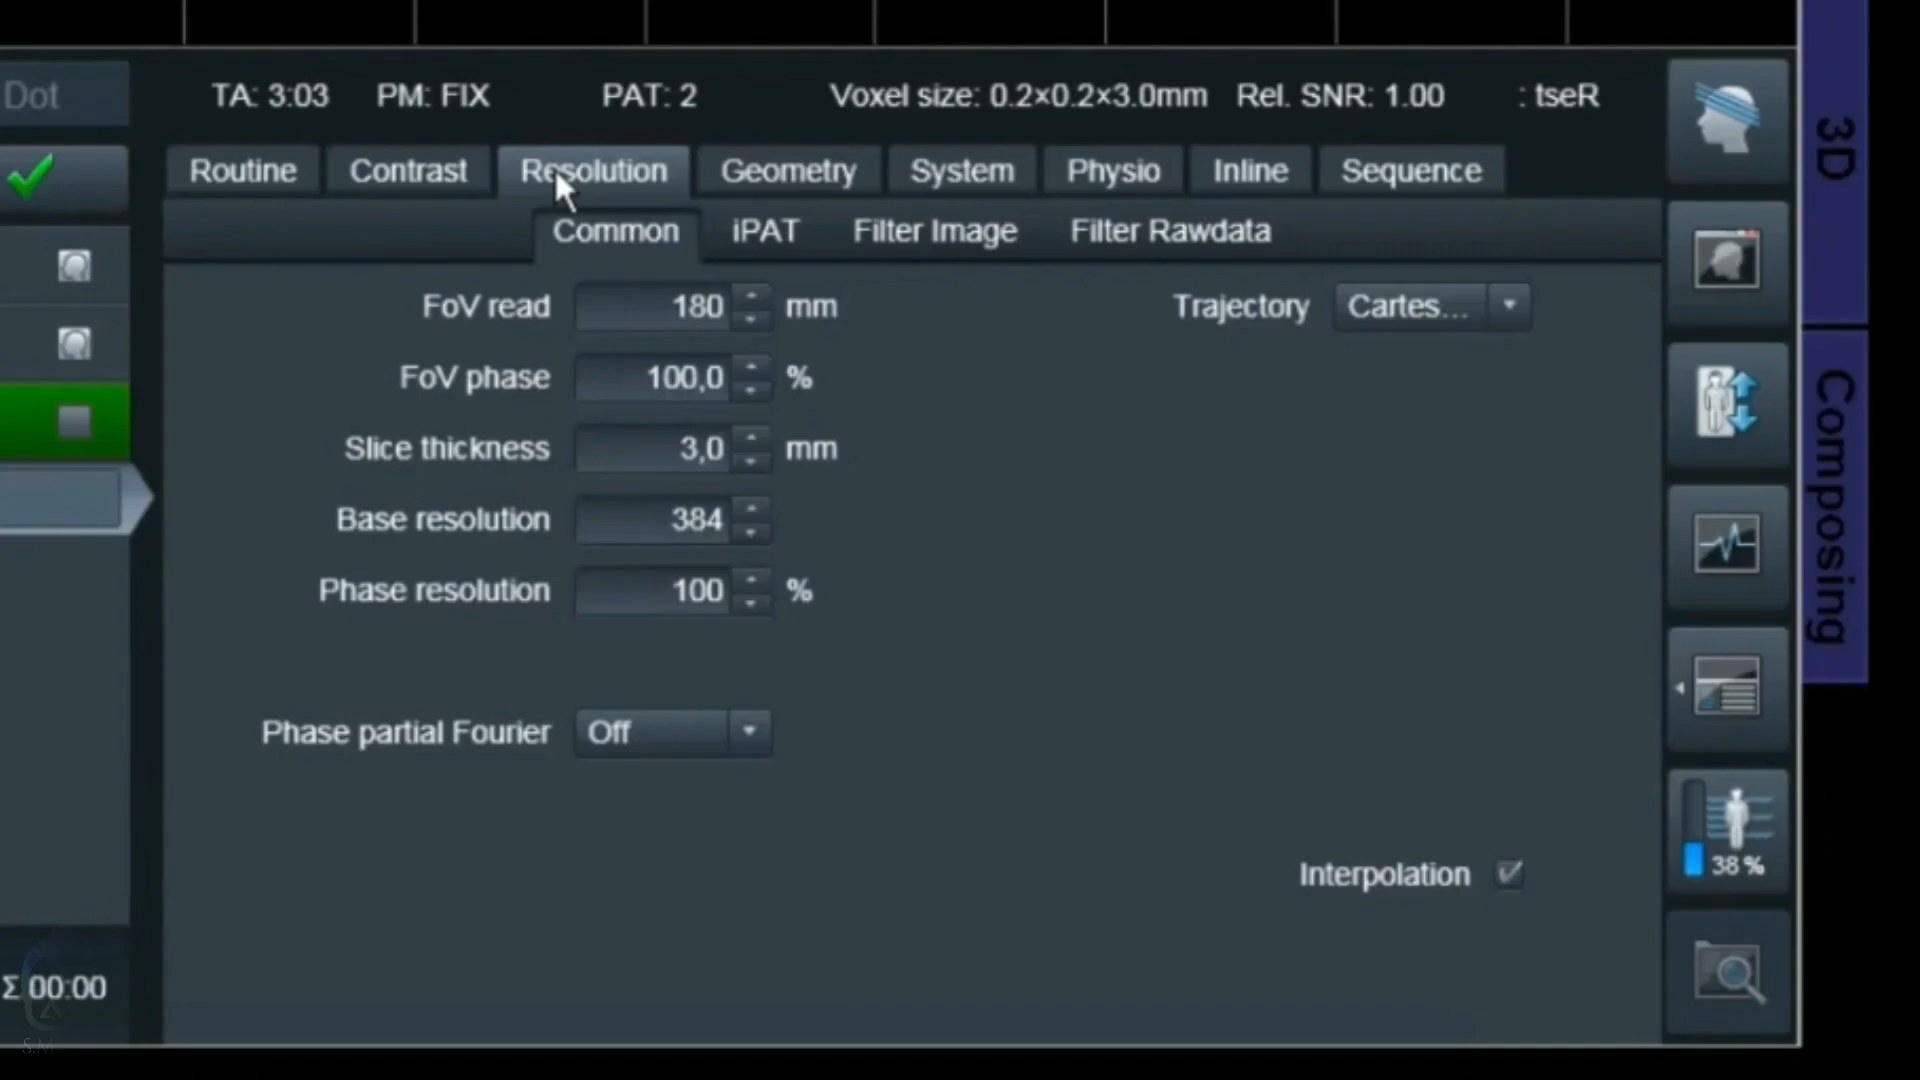 Dot
TA: 3:03 PM: FIX PAT: 2 Voxel size: 0.2×0.2×3.0mm Rel. SNR: 1.00 : tseR
Routine Contrast Resolution Geometry System Physio Inline Sequence
Common iPAT Filter Image Filter Rawdata
FoV read 180 mm Trajectory Cartes...
FoV phase 100,0 %
Slice thickness 3,0 mm
Base resolution 384
Phase resolution 100 %
Phase partial Fourier Off
Interpolation
38 %
Σ 00:00
S.M
3D
Composing